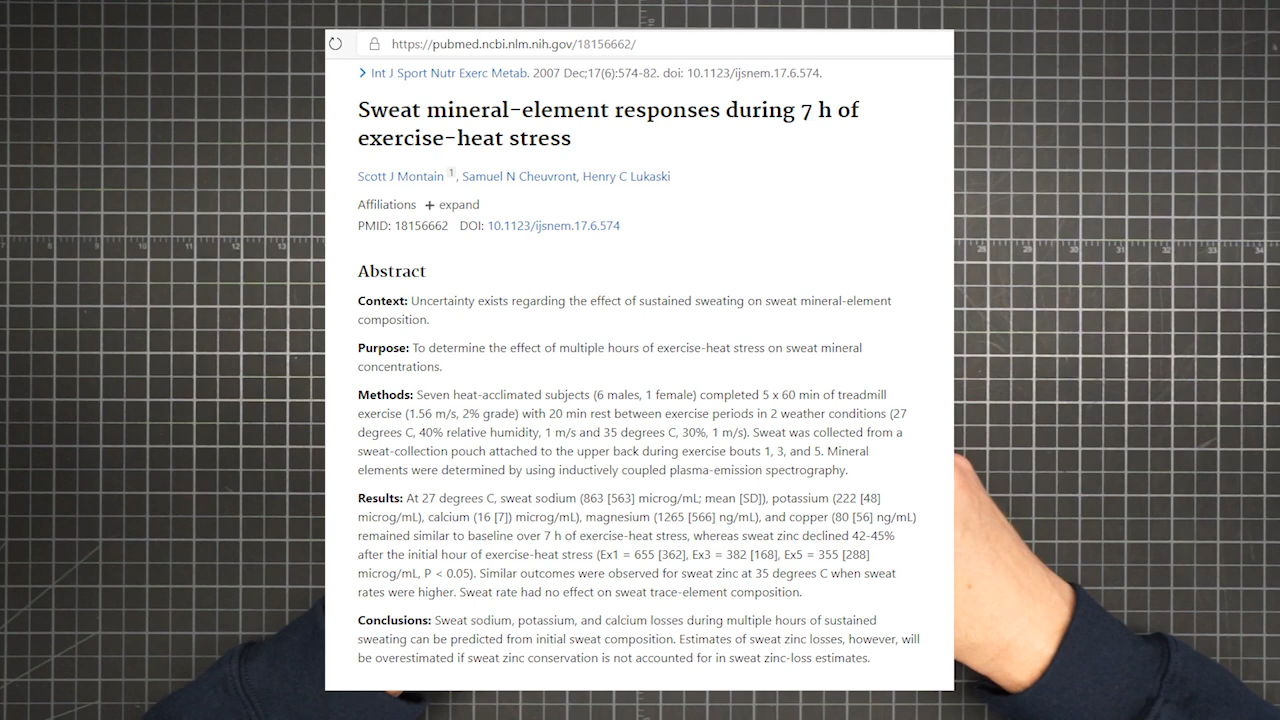 https://pubmed.ncbi.nlm.nih.gov/18156662/
Int J Sport Nutr Exerc Metab. 2007 Dec;17(6):574-82. doi: 10.1123/ijsnem.17.6.574.
Sweat mineral-element responses during 7 h of
exercise-heat stress
Scott J Montain 1, Samuel N Cheuvront, Henry C Lukaski
Affiliations + expand
PMID: 18156662 DOI: 10.1123/ijsnem.17.6.574
Abstract
Context: Uncertainty exists regarding the effect of sustained sweating on sweat mineral-element
composition.
Purpose: To determine the effect of multiple hours of exercise-heat stress on sweat mineral
concentrations.
Methods: Seven heat-acclimated subjects (6 males, 1 female) completed 5 x 60 min of treadmill
exercise (1.56 m/s, 2% grade) with 20 min rest between exercise periods in 2 weather conditions (27
degrees C, 40% relative humidity, 1 m/s and 35 degrees C, 30%, 1 m/s). Sweat was collected from a
sweat-collection pouch attached to the upper back during exercise bouts 1, 3, and 5. Mineral
elements were determined by using inductively coupled plasma-emission spectrography.
Results: At 27 degrees C, sweat sodium (863 [563] microg/mL; mean [SD]), potassium (222 [48]
microg/mL), calcium (16 [7]) microg/mL), magnesium (1265 [566] ng/mL), and copper (80 [56] ng/mL)
remained similar to baseline over 7 h of exercise-heat stress, whereas sweat zinc declined 42-45%
after the initial hour of exercise-heat stress (Ex1 = 655 [362], Ex3 = 382 [168], Ex5 = 355 [288]
microg/mL, P < 0.05). Similar outcomes were observed for sweat zinc at 35 degrees C when sweat
rates were higher. Sweat rate had no effect on sweat trace-element composition.
Conclusions: Sweat sodium, potassium, and calcium losses during multiple hours of sustained
sweating can be predicted from initial sweat composition. Estimates of sweat zinc losses, however, will
be overestimated if sweat zinc conservation is not accounted for in sweat zinc-loss estimates.
7 8 9 10 11 12 13 28 29 30 31 32 33 34